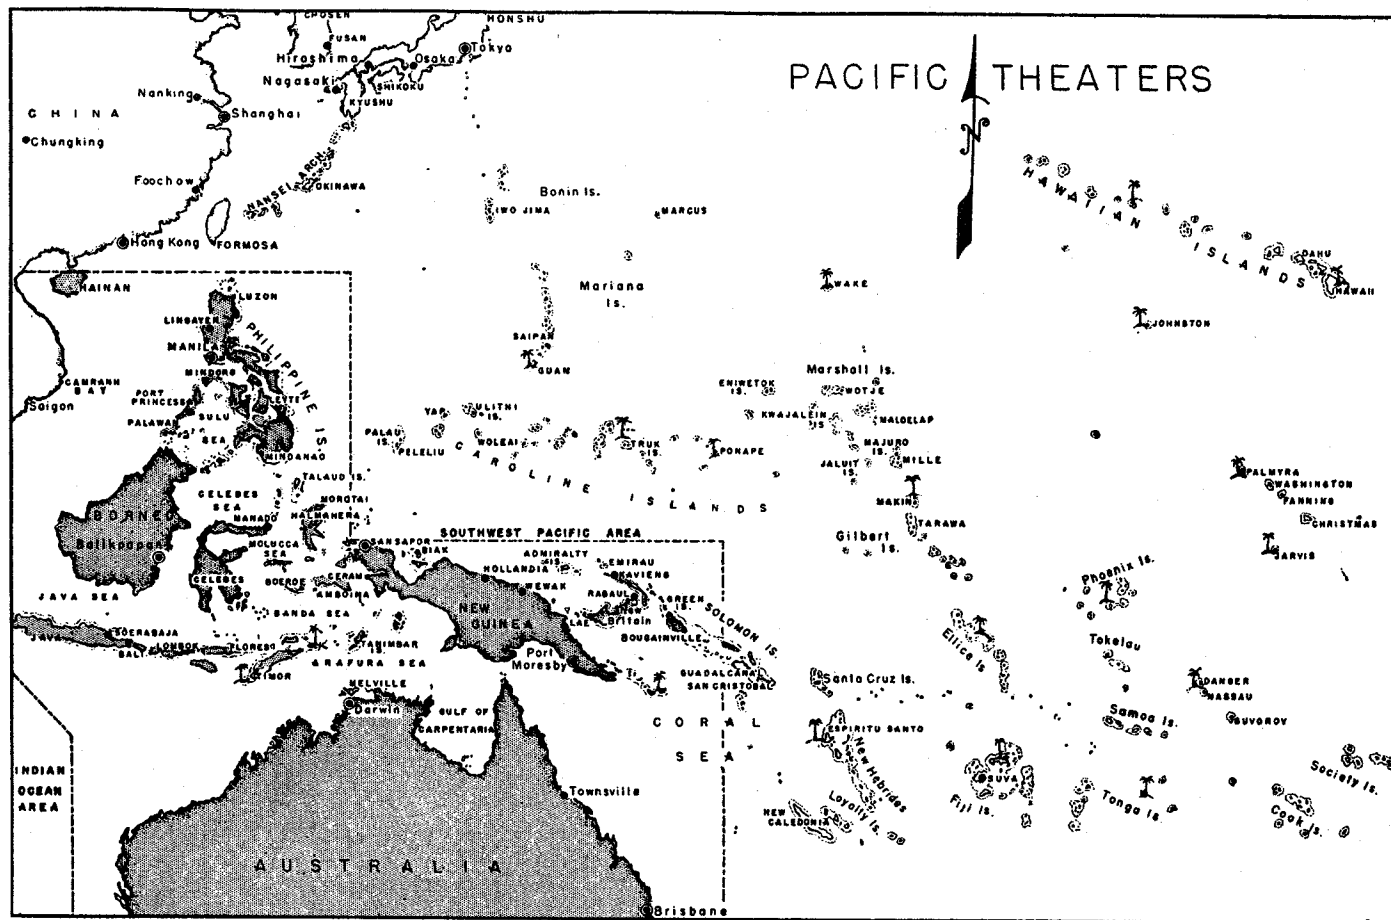 PACIFIC THEATERS
N
CHOSEN
FUSAN
HONSHU
Tokyo
Hiroshima
Osaka
Nagasaki
SHIKOKU
KYUSHU
Nanking
CHINA
Shanghai
Chungking
Foochow
NANSEI ARCH.
OKINAWA
Bonin Is.
IWO JIMA
MARCUS
Hong Kong
FORMOSA
HAWAIIAN ISLANDS
OAHU
HAWAII
HAINAN
LUZON
Mariana
Is.
WAKE
JOHNSTON
LINGAYEN
MANILA
PHILIPPINE IS.
SAIPAN
GUAM
MINDORO
CAMRANH
BAY
PORT
PRINCESSA
Saigon
LEYTE
SULU
SEA
PALAWAN
MINDANAO
YAP
ULITHI
IS.
PALAU
IS.
PELELIU
WOLEAI
TRUK
IS.
PONAPE
CAROLINE ISLANDS
Marshall Is.
ENIWETOK
IS.
WOTJE
KWAJALEIN
IS
MALOELAP
MAJURO
IS.
JALUIT
IS.
MILLE
MAKIN
TARAWA
Gilbert
Is.
PALMYRA
WASHINGTON
FANNING
CHRISTMAS
JARVIS
TALAUD IS.
CELEBES
SEA
MOROTAI
HALMAHERA
BORNEO
MANADO
Balikpapan
MOLUCCA
SEA
CELEBES
BOEROE
CERAM
AMBOINA
SOUTHWEST PACIFIC AREA
SANSAPOR
BIAK
HOLLANDIA
WEWAK
ADMIRALTY
IS
EMIRAU
KAVIENG
RABAUL
GREEN
IS.
New
Britain
LAE
SOLOMON IS
BOUGAINVILLE
NEW
GUINEA
Port
Moresby
GUADALCANAL
SAN CRISTOBAL
JAVA SEA
BANDA SEA
JAVA
SOERABAJA
BALI
LOMBOK
FLORES
TANIMBAR
ARAFURA SEA
TIMOR
MELVILLE
Darwin
GULF OF
CARPENTARIA
CORAL
SEA
Phoenix Is.
Ellice Is
Tokelau
Santa Cruz Is.
DANGER
NASSAU
SUVOROV
Samoa Is.
ESPIRITU SANTO
New Hebrides
SUVA
Fiji Is.
Tonga Is.
Society Is.
Cook Is.
NEW
CALEDONIA
Loyalty Is.
INDIAN
OCEAN
AREA
Townsville
AUSTRALIA
Brisbane